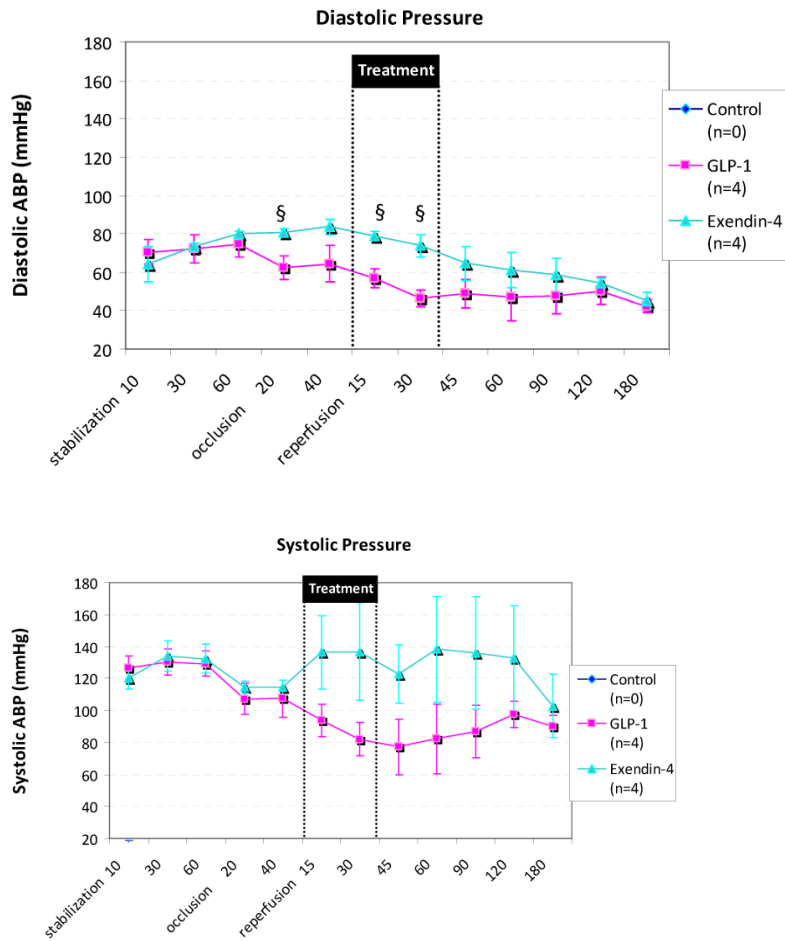 Diastolic Pressure
Diastolic ABP (mmHg)
180
160
140
120
100
80
60
40
20
Treatment
§
§
§
Control
(n=0)
GLP-1
(n=4)
Exendin-4
(n=4)
stabilization 10
30
60
occlusion 20
40
reperfusion 15
30
45
60
90
120
180
Systolic Pressure
Systolic ABP (mmHg)
180
160
140
120
100
80
60
40
20
Treatment
Control
(n=0)
GLP-1
(n=4)
Exendin-4
(n=4)
stabilization 10
30
60
occlusion 20
40
reperfusion 15
30
45
60
90
120
180